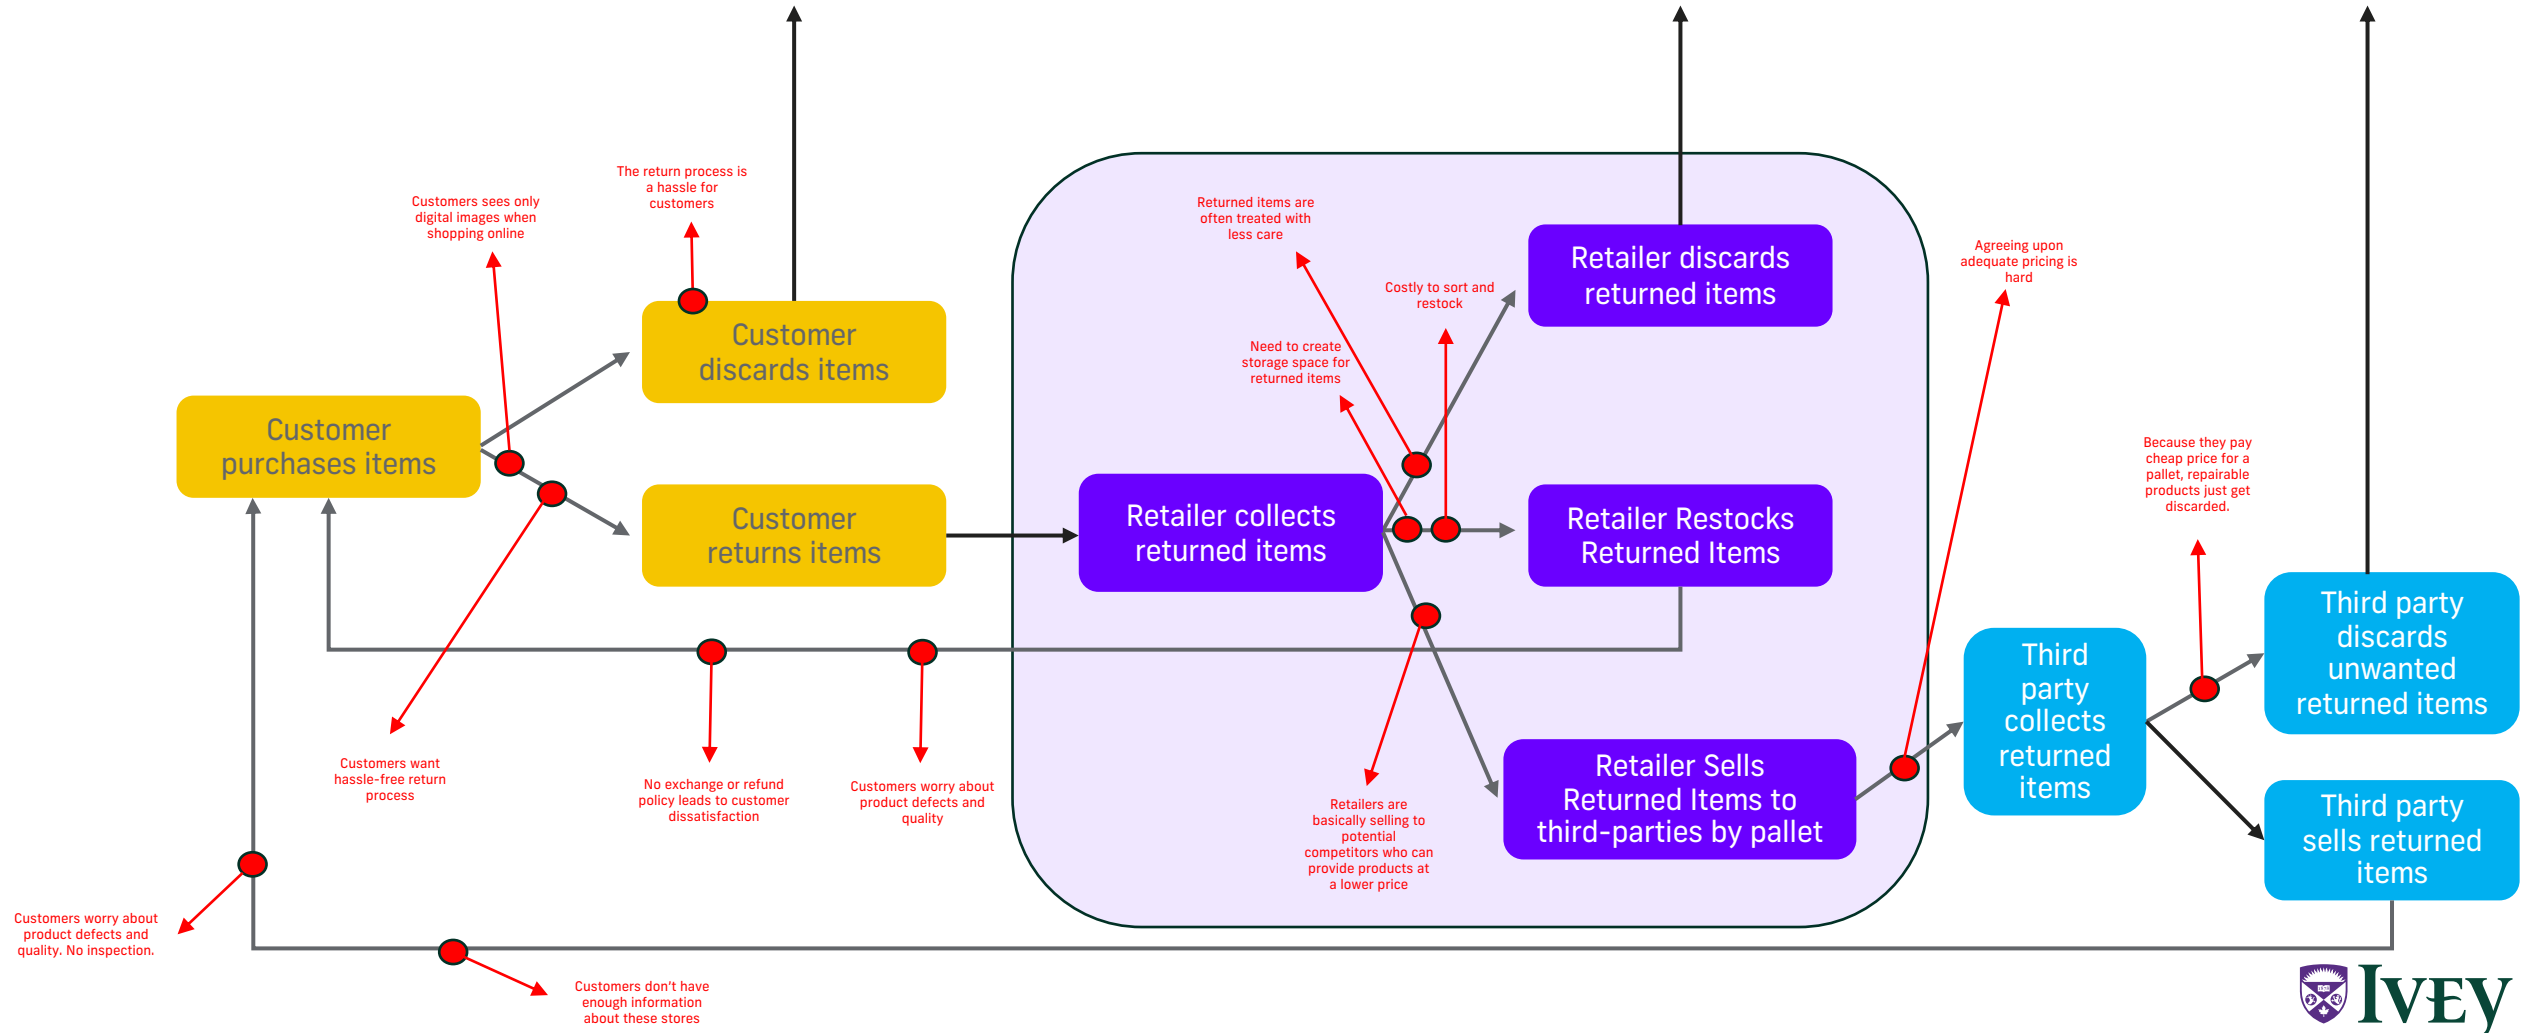 The return process is
a hassle for
customers
Customers sees only
digital images when
shopping online
Customer
discards items
Customer
purchases items
Customer
returns items
Customers want
hassle-free return
process
No exchange or refund
policy leads to customer
dissatisfaction
Customers worry about
product defects and
quality
Customers worry about
product defects and
quality. No inspection.
Customers don't have
enough information
about these stores
Returned items are
often treated with
less care
Costly to sort and
restock
Need to create
storage space for
returned items
Retailer discards
returned items
Retailer collects
returned items
Retailer Restocks
Returned Items
Retailers are
basically selling to
potential
competitors who can
provide products at
a lower price
Retailer Sells
Returned Items to
third-parties by pallet
Agreeing upon
adequate pricing is
hard
Because they pay
cheap price for a
pallet, repairable
products just get
discarded.
Third
party
collects
returned
items
Third party
discards
unwanted
returned items
Third party
sells returned
items
IVEY